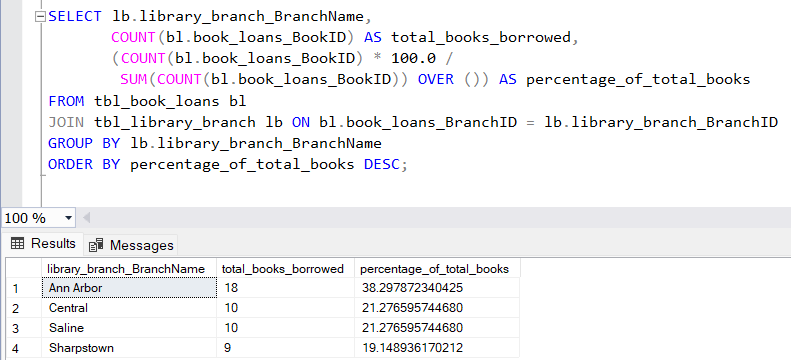 SELECT lb.library_branch_BranchName,
COUNT(bl.book_loans_BookID) AS total_books_borrowed,
(COUNT(bl.book_loans_BookID) * 100.0 /
SUM(COUNT(bl.book_loans_BookID)) OVER ()) AS percentage_of_total_books
FROM tbl_book_loans bl
JOIN tbl_library_branch lb ON bl.book_loans_BranchID = lb.library_branch_BranchID
GROUP BY lb.library_branch_BranchName
ORDER BY percentage_of_total_books DESC;
100 %
Results Messages
library_branch_BranchName total_books_borrowed percentage_of_total_books
1 Ann Arbor 18 38.297872340425
2 Central 10 21.276595744680
3 Saline 10 21.276595744680
4 Sharpstown 9 19.148936170212